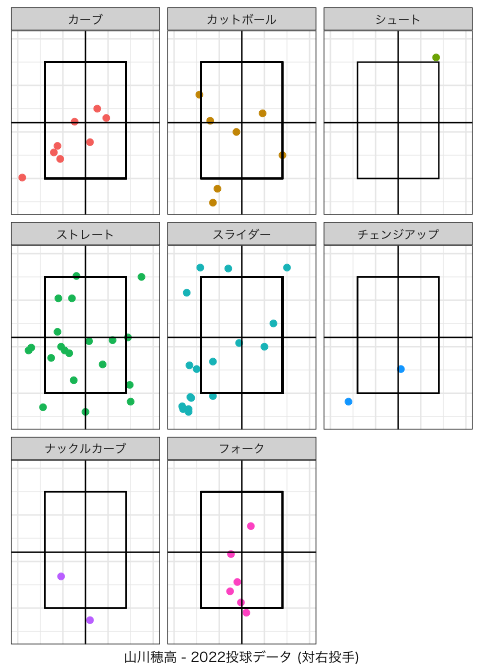 カーブ
カットボール
シュート
ストレート
スライダー
チェンジアップ
ナックルカーブ
フォーク
山川穂高 - 2022投球データ (対右投手)